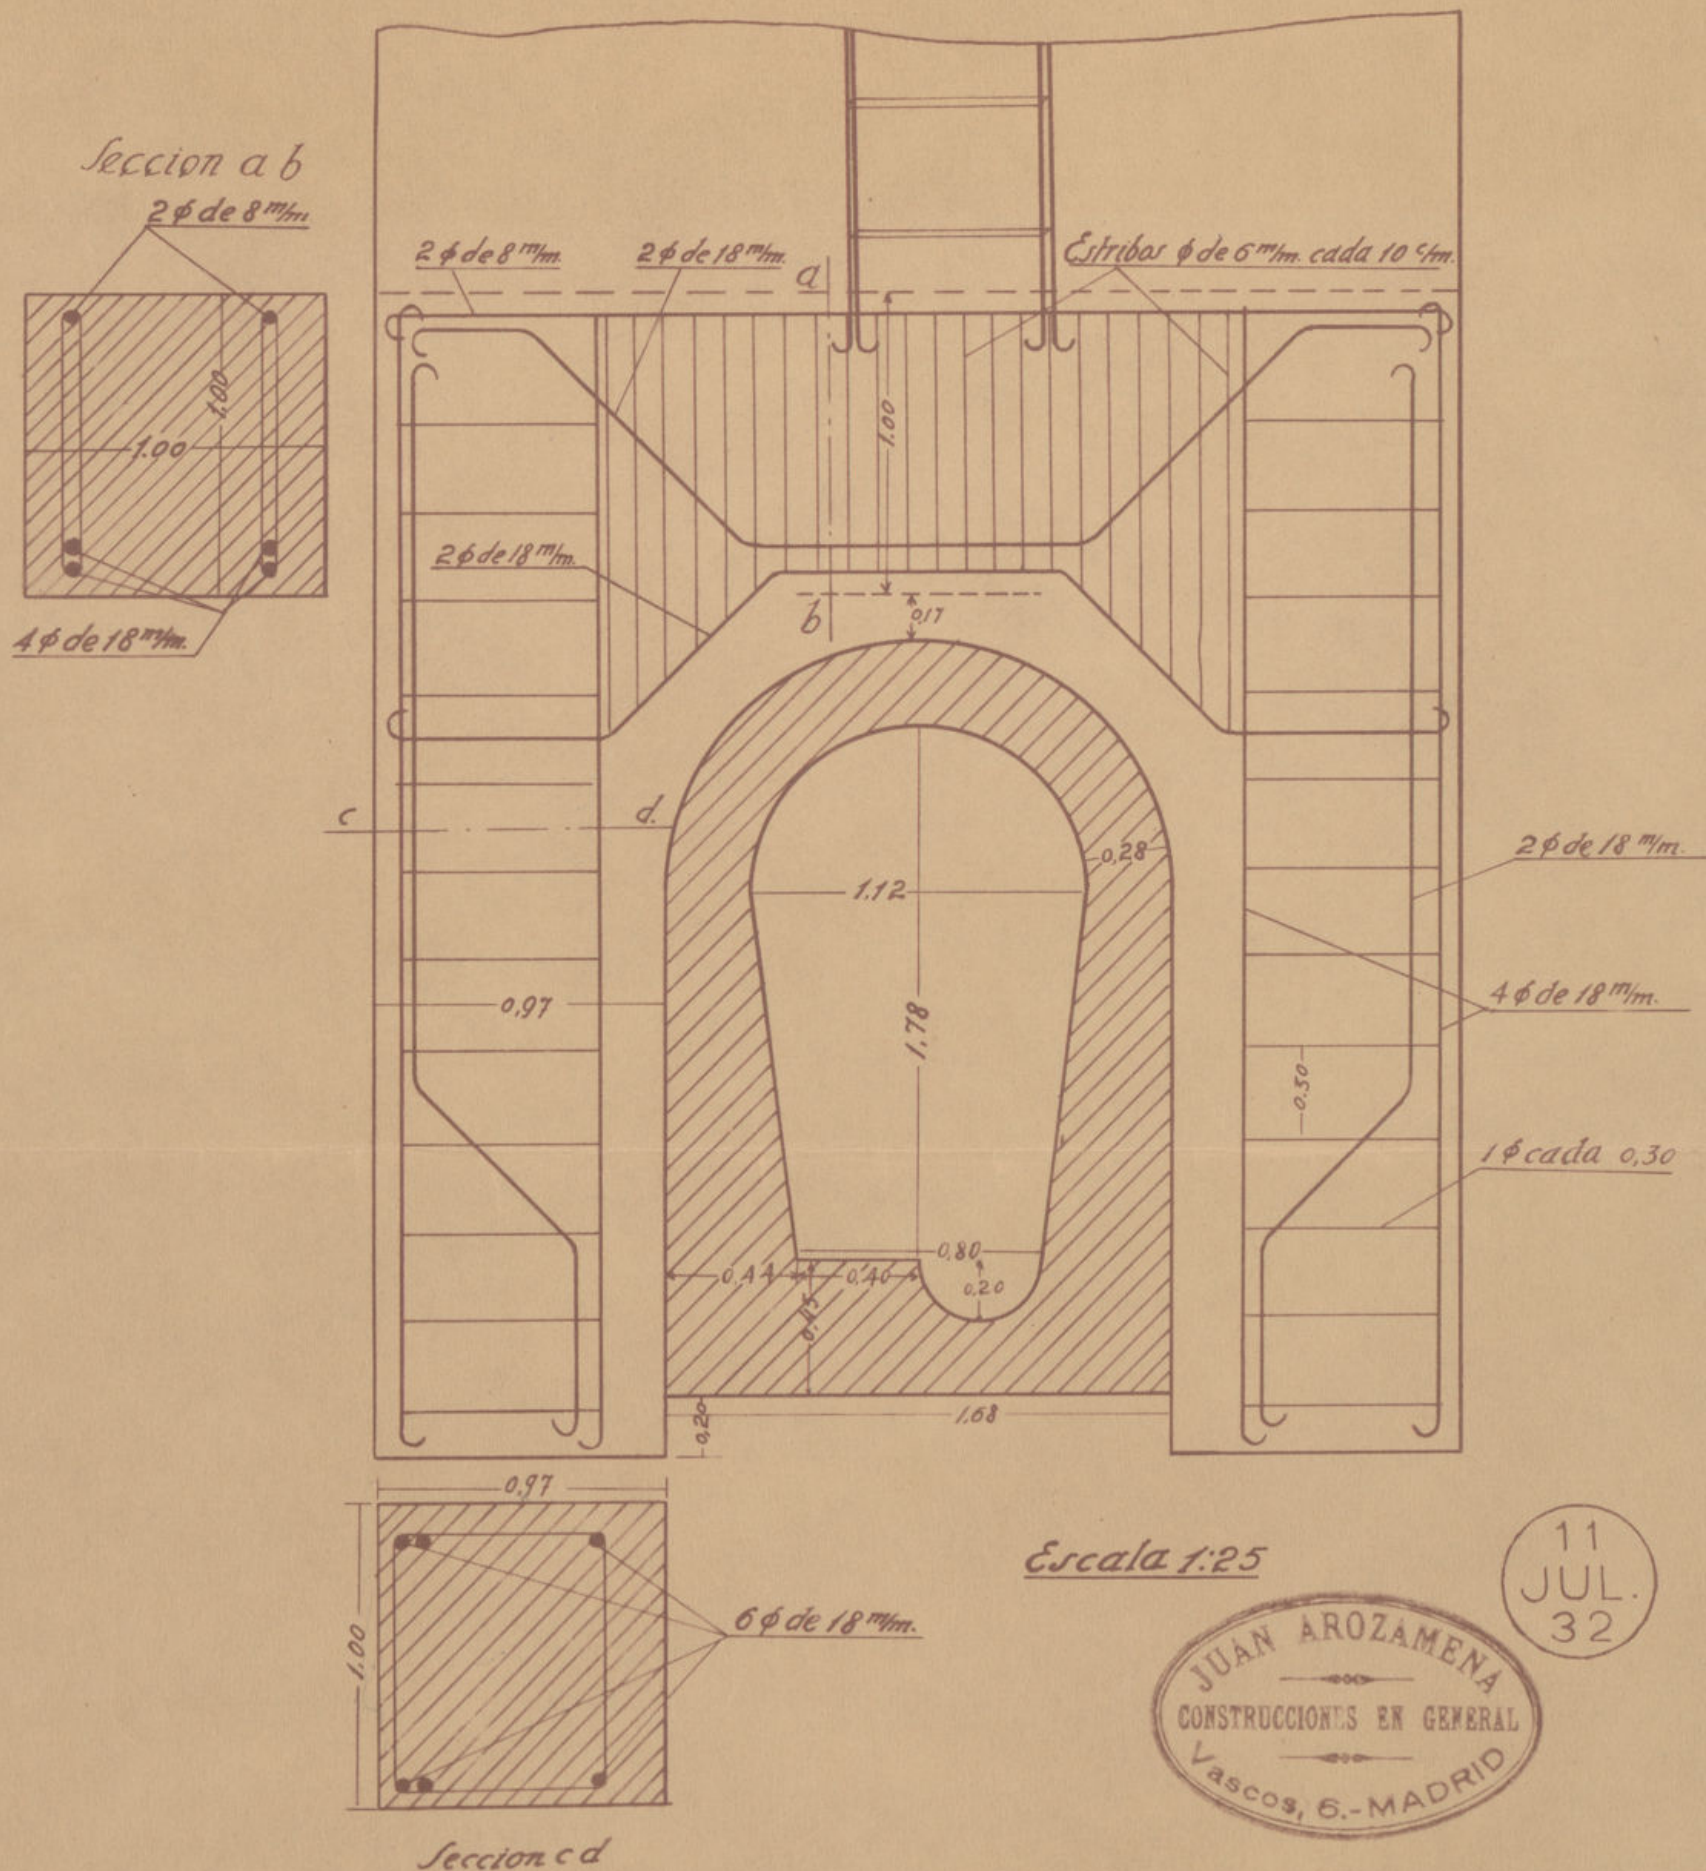 Seccion a b
2 ϕ de 8 m/m.
1.00
1.00
4 ϕ de 18 m/m.
2 ϕ de 8 m/m.
2 ϕ de 18 m/m.
a
Estribos ϕ de 6 m/m. cada 10 c/m.
1.00
2 ϕ de 18 m/m.
b
0,17
c
d.
0,28
1.12
2 ϕ de 18 m/m.
0,97
1,78
4 ϕ de 18 m/m.
0.30
1 ϕ cada 0,30
0,80
0,44
0,40
0,20
0,45
0,20
1.68
0.97
1.00
6 ϕ de 18 m/m.
Seccion c d
Escala 1:25
11
JUL.
32
JUAN AROZAMENA
CONSTRUCCIONES EN GENERAL
Vascos, 6.-MADRID